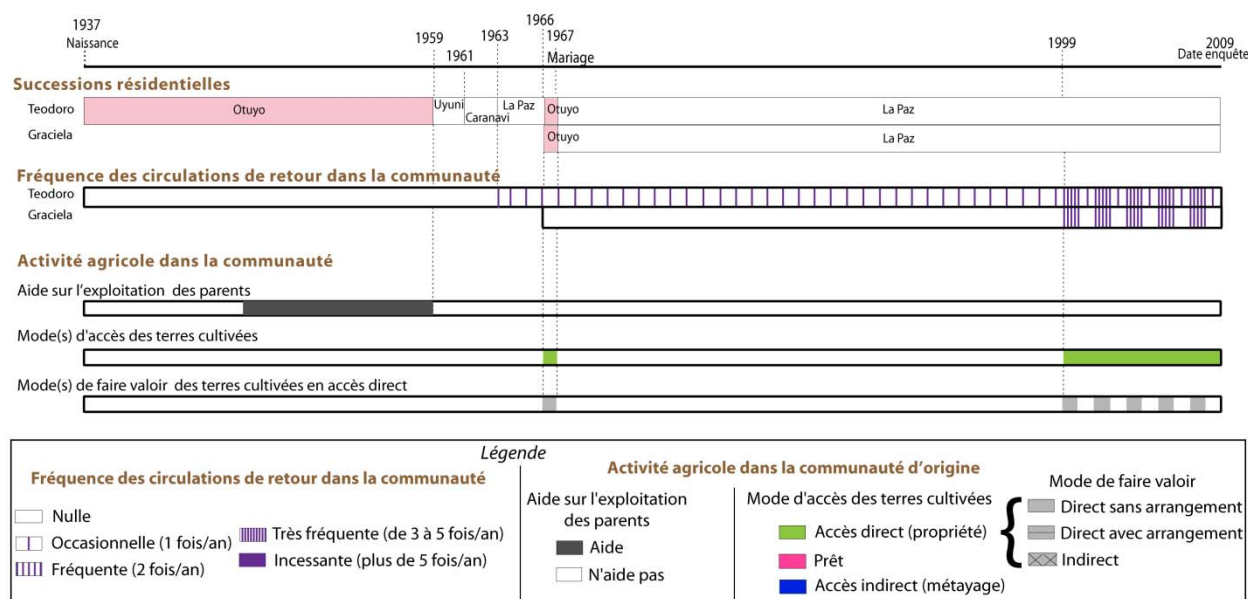 1937
Naissance
1959
1961
1963
1966
1967
Mariage
1999
2009
Date enquête
Successions résidentielles
Teodoro
Otuyo
Uyuni
Caranavi
La Paz
Otuyo
La Paz
Graciela
Otuyo
La Paz
Fréquence des circulations de retour dans la communauté
Teodoro
Graciela
Activité agricole dans la communauté
Aide sur l'exploitation des parents
Mode(s) d'accès des terres cultivées
Mode(s) de faire valoir des terres cultivées en accès direct
Légende
Fréquence des circulations de retour dans la communauté
Nulle
Occasionnelle (1 fois/an)
Fréquente (2 fois/an)
Très fréquente (de 3 à 5 fois/an)
Incessante (plus de 5 fois/an)
Activité agricole dans la communauté d'origine
Aide sur l'exploitation
des parents
Aide
N'aide pas
Mode d'accès des terres cultivées
Accès direct (propriété)
Prêt
Accès indirect (métayage)
Mode de faire valoir
Direct sans arrangement
Direct avec arrangement
Indirect